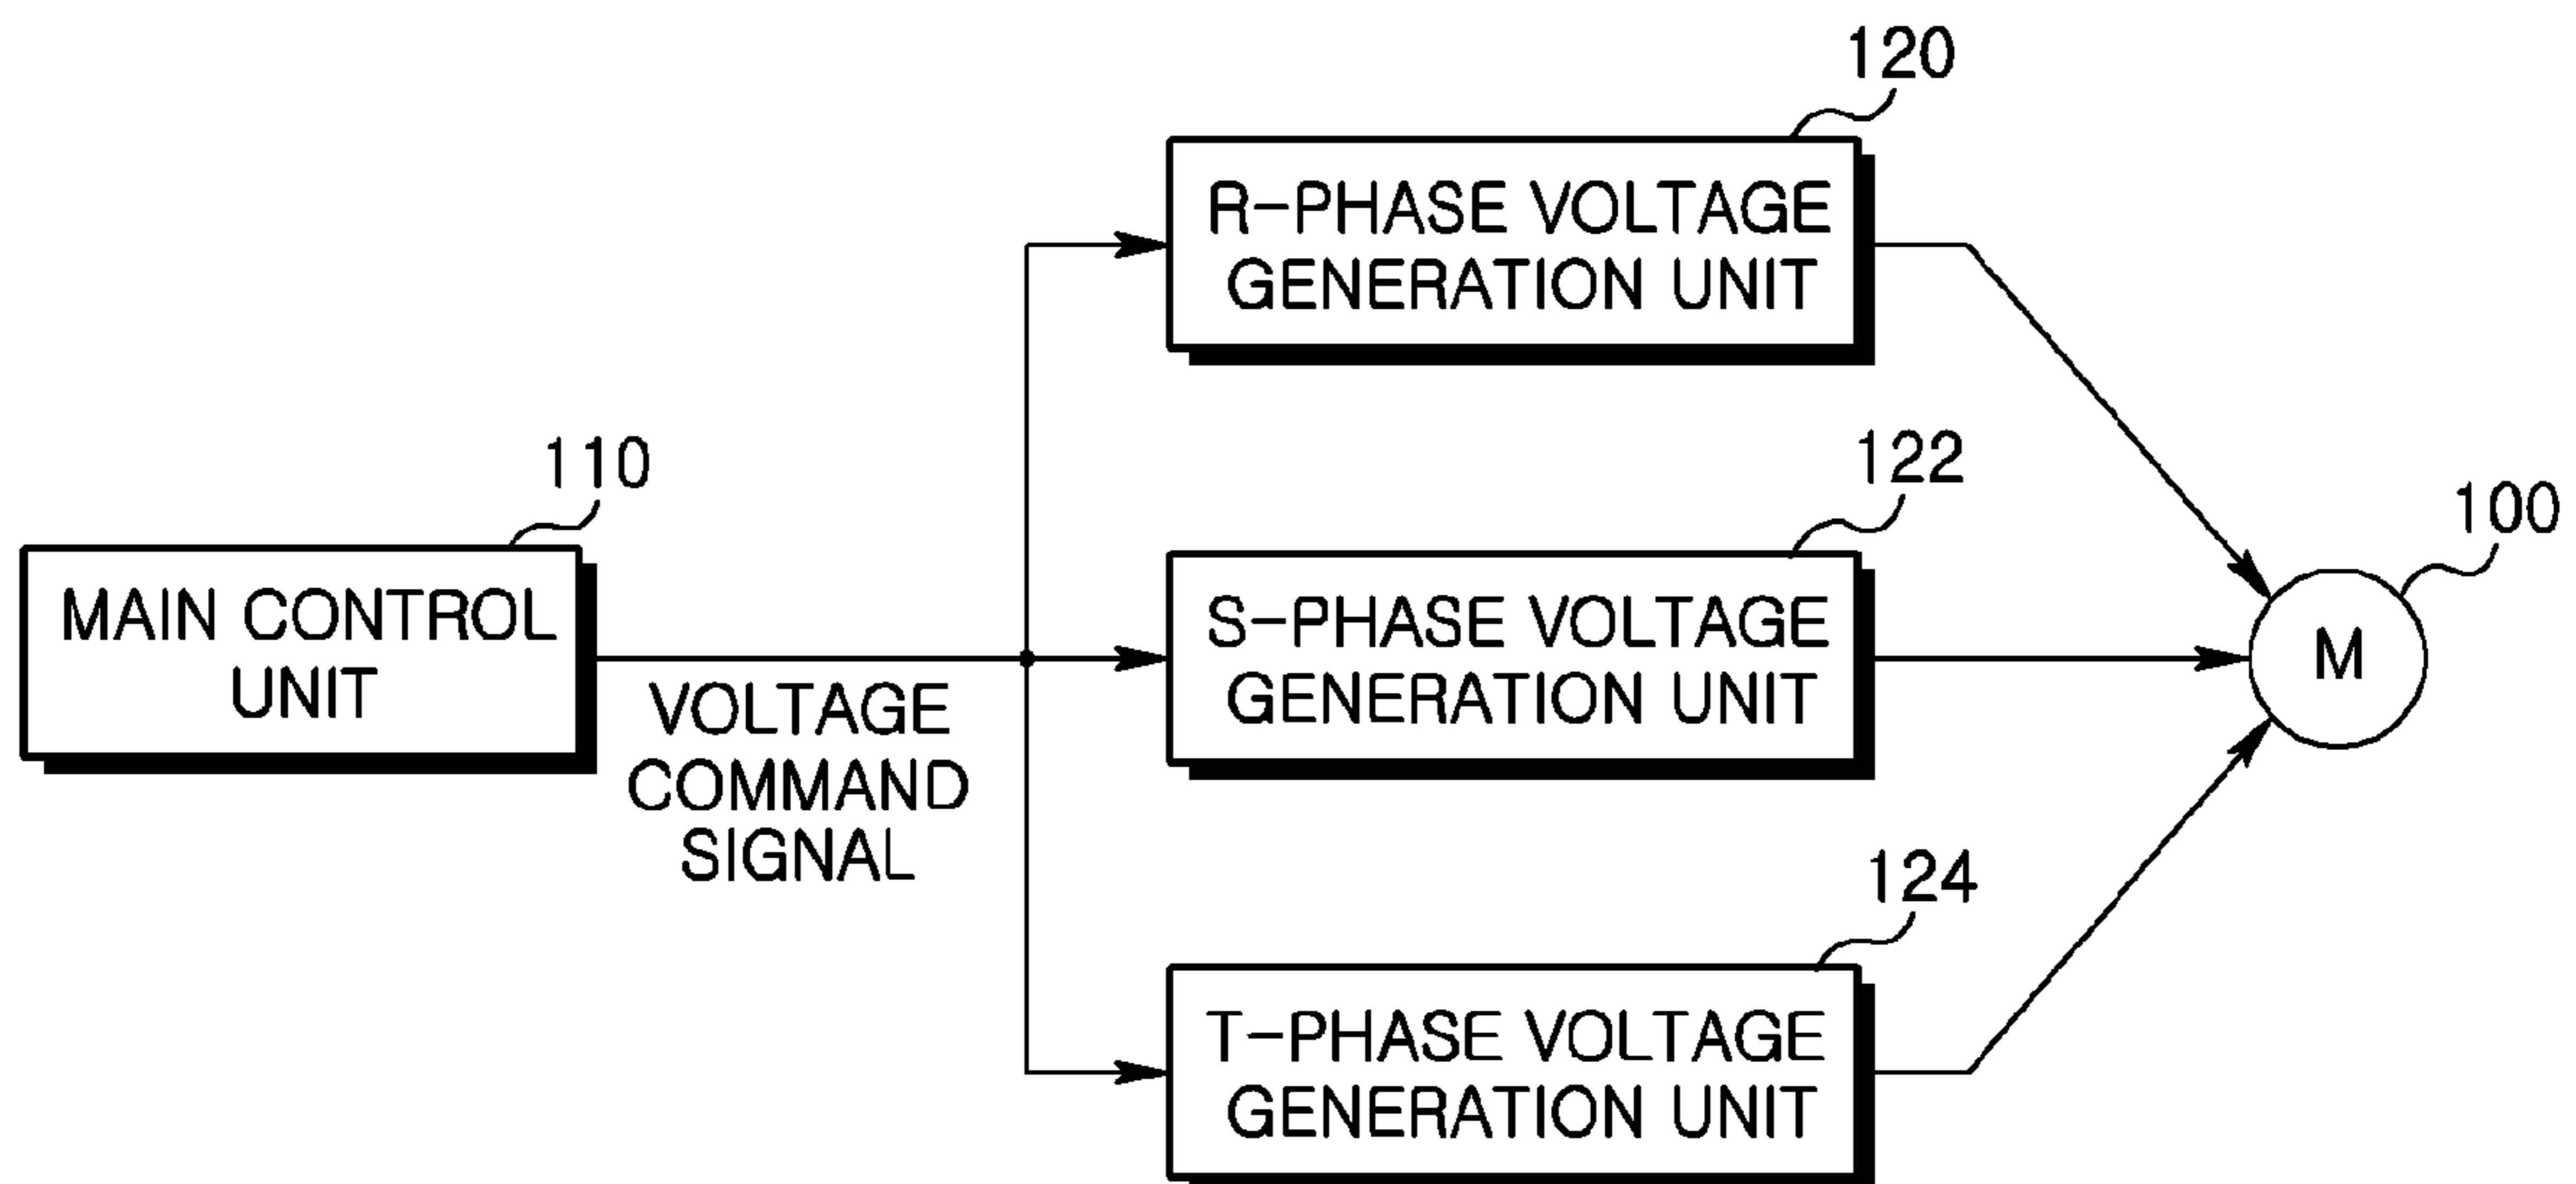 120
R-PHASE VOLTAGE
GENERATION UNIT
110
MAIN CONTROL
UNIT
VOLTAGE
COMMAND
SIGNAL
122
S-PHASE VOLTAGE
GENERATION UNIT
100
M
124
T-PHASE VOLTAGE
GENERATION UNIT